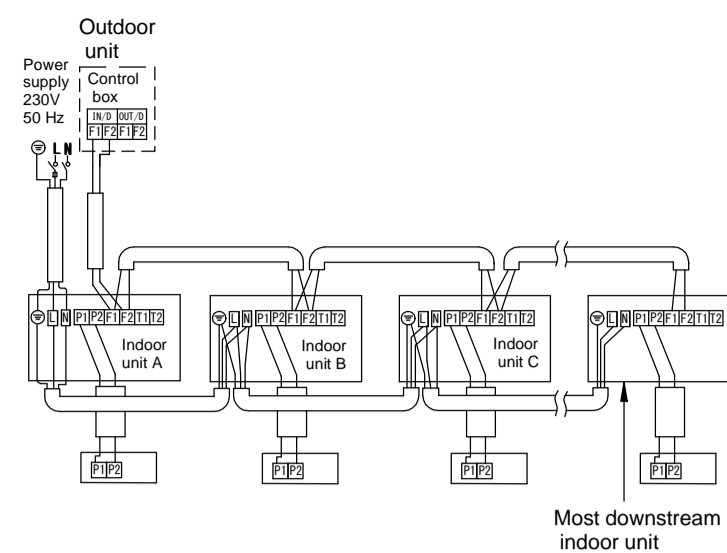 Outdoor
unit
Power
supply
230V
50 Hz
Control
box
IN/D OUT/D
F1 F2 F1 F2
L N
L N P1 P2 F1 F2 T1 T2
Indoor
unit A
L N P1 P2 F1 F2 T1 T2
Indoor
unit B
L N P1 P2 F1 F2 T1 T2
Indoor
unit C
L N P1 P2 F1 F2 T1 T2
P1 P2
P1 P2
P1 P2
P1 P2
Most downstream
indoor unit